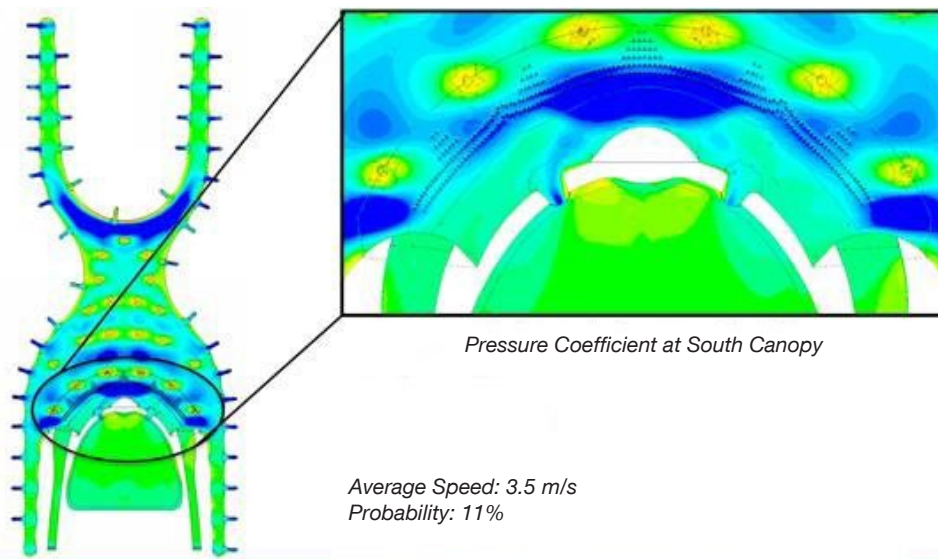 Pressure Coefficient at South Canopy
Average Speed: 3.5 m/s
Probability: 11%